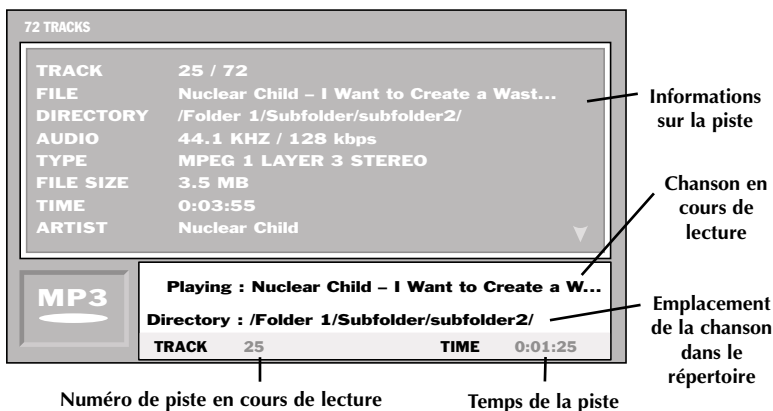 72 TRACKS
TRACK 25 / 72
FILE Nuclear Child – I Want to Create a Wast...
DIRECTORY /Folder 1/Subfolder/subfolder2/
AUDIO 44.1 KHZ / 128 kbps
TYPE MPEG 1 LAYER 3 STEREO
FILE SIZE 3.5 MB
TIME 0:03:55
ARTIST Nuclear Child
Informations
sur la piste
Chanson en
cours de
lecture
MP3
Playing : Nuclear Child – I Want to Create a W...
Directory : /Folder 1/Subfolder/subfolder2/
TRACK 25 TIME 0:01:25
Emplacement
de la chanson
dans le
répertoire
Numéro de piste en cours de lecture
Temps de la piste